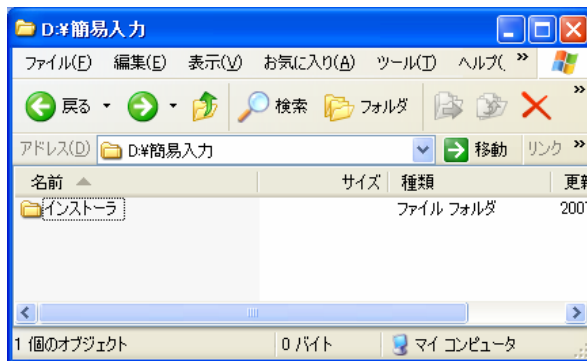 D:¥簡易入力
ファイル(F) 編集(E) 表示(V) お気に入り(A) ツール(T) ヘルプ( »
戻る 検索 フォルダ »
アドレス(D) D:¥簡易入力 移動 リンク »
名前 サイズ 種類 更新
インストーラ ファイル フォルダ 2007
1 個のオブジェクト 0 バイト マイ コンピュータ